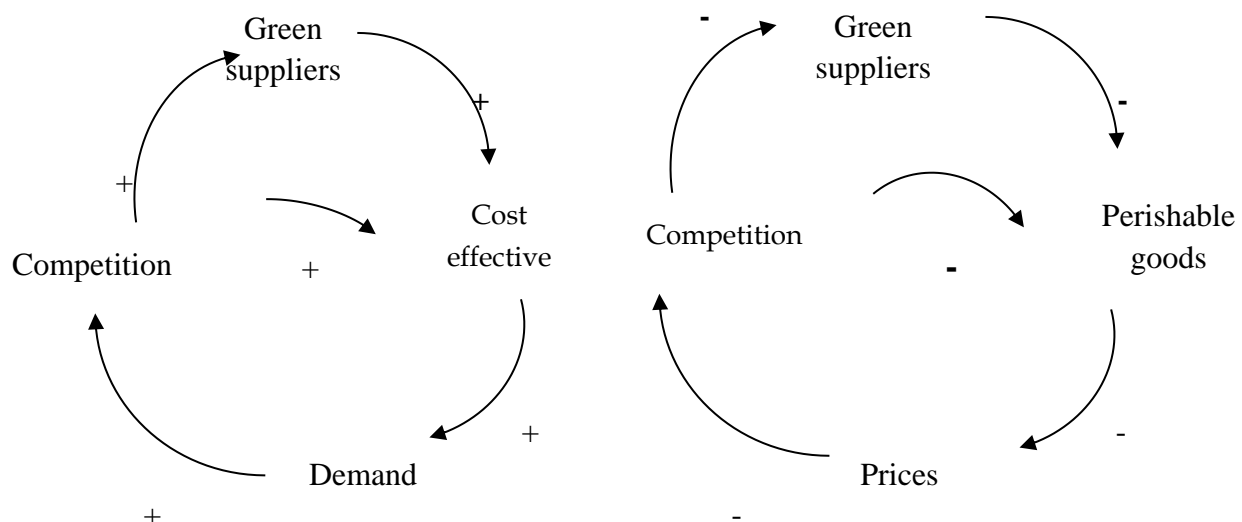 Green
suppliers
+
+
Cost
effective
Competition
+
+
Demand
+
-
Green
suppliers
-
Competition
Perishable
goods
-
-
Prices
-